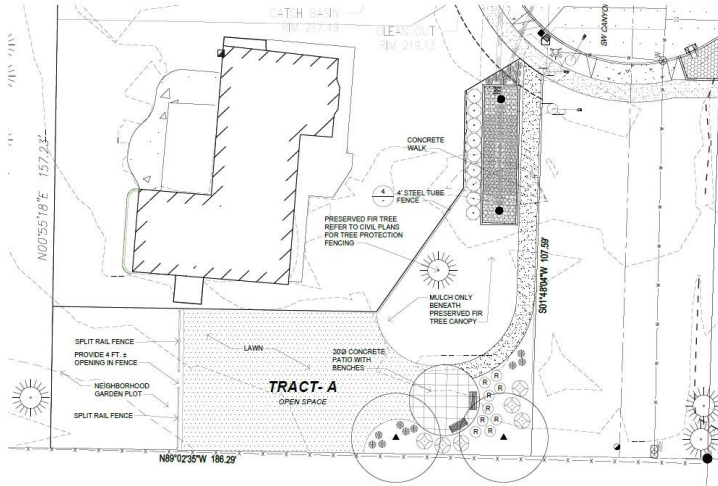 CATCH BASIN
RIM 217.49
CLEAN OUT
RIM 219.13
SW CANYON
N00°55'18"E 157.23'
CONCRETE
WALK
4
-
4' STEEL TUBE
FENCE
PRESERVED FIR TREE
REFER TO CIVIL PLANS
FOR TREE PROTECTION
FENCING
S01°48'04"W 107.59'
MULCH ONLY
BENEATH
PRESERVED FIR
TREE CANOPY
SPLIT RAIL FENCE
PROVIDE 4 FT. ±
OPENING IN FENCE
LAWN
20'Ø CONCRETE
PATIO WITH
BENCHES
NEIGHBORHOOD
GARDEN PLOT
TRACT- A
OPEN SPACE
SPLIT RAIL FENCE
R
R
R
R
R
R
R
R
N89°02'35"W 186.29'